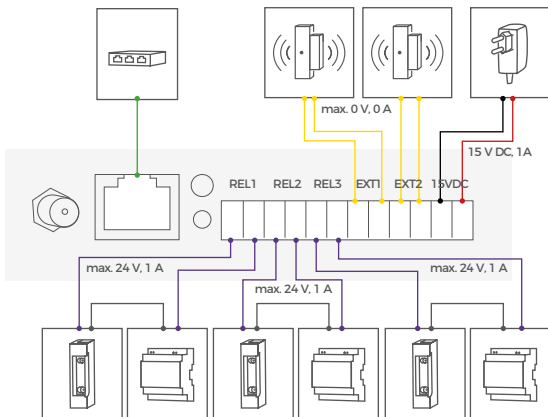 max. 0 V, 0 A
15 V DC, 1A
REL1 REL2 REL3 EXT1 EXT2 15VDC
max. 24 V, 1 A
max. 24 V, 1 A
max. 24 V, 1 A